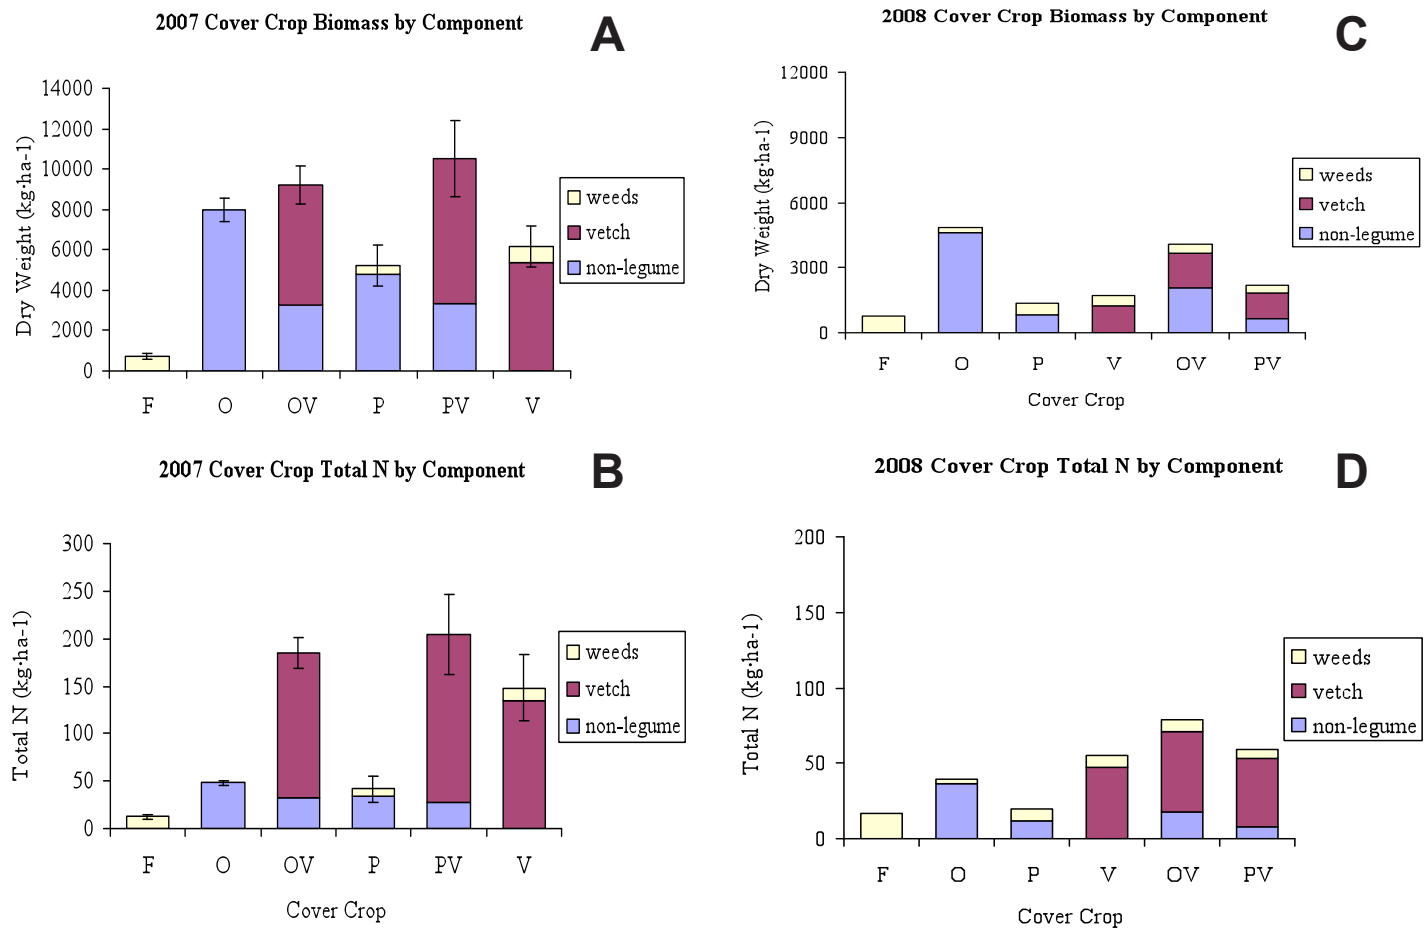 2007 Cover Crop Biomass by Component
A
Dry Weight (kg·ha-1)
14000
12000
10000
8000
6000
4000
2000
0
F O OV P PV V
weeds
vetch
non-legume
2008 Cover Crop Biomass by Component
C
Dry Weight (kg·ha-1)
12000
9000
6000
3000
0
F O P V OV PV
Cover Crop
weeds
vetch
non-legume
2007 Cover Crop Total N by Component
B
Total N (kg·ha-1)
300
250
200
150
100
50
0
F O OV P PV V
Cover Crop
weeds
vetch
non-legume
2008 Cover Crop Total N by Component
D
Total N (kg·ha-1)
200
150
100
50
0
F O P V OV PV
Cover Crop
weeds
vetch
non-legume